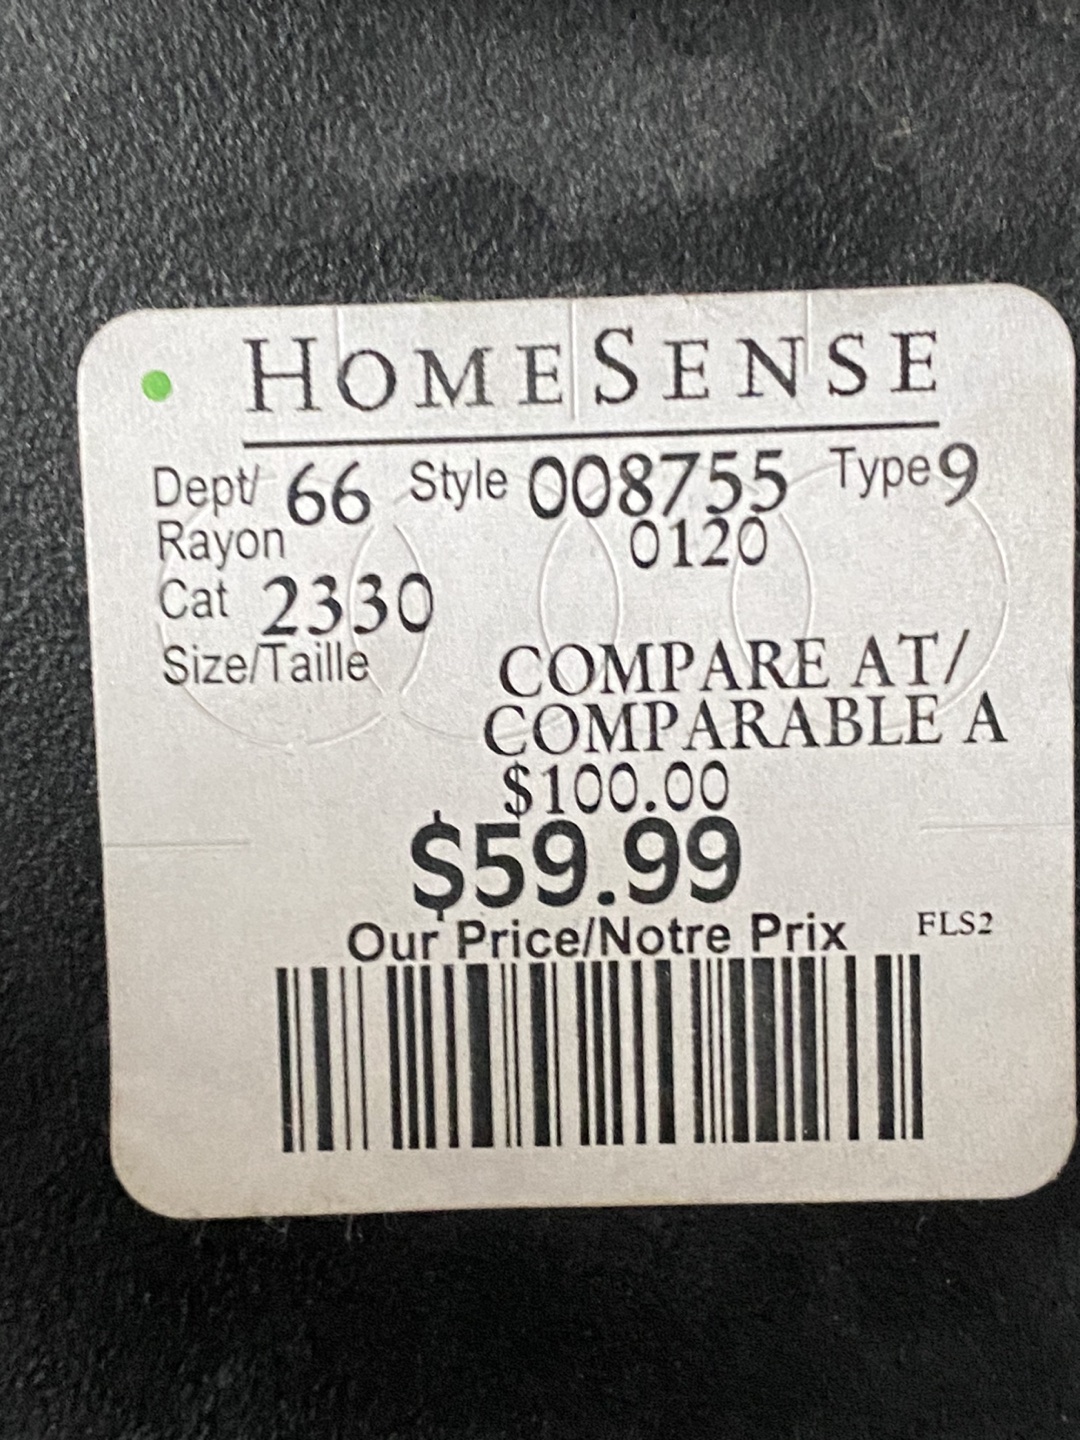 HOMESENSE
Dept/ 66 Style 008755 Type 9
Rayon 0120
Cat 2330
Size/Taille
COMPARE AT/
COMPARABLE A
$100.00
$59.99
Our Price/Notre Prix FLS2